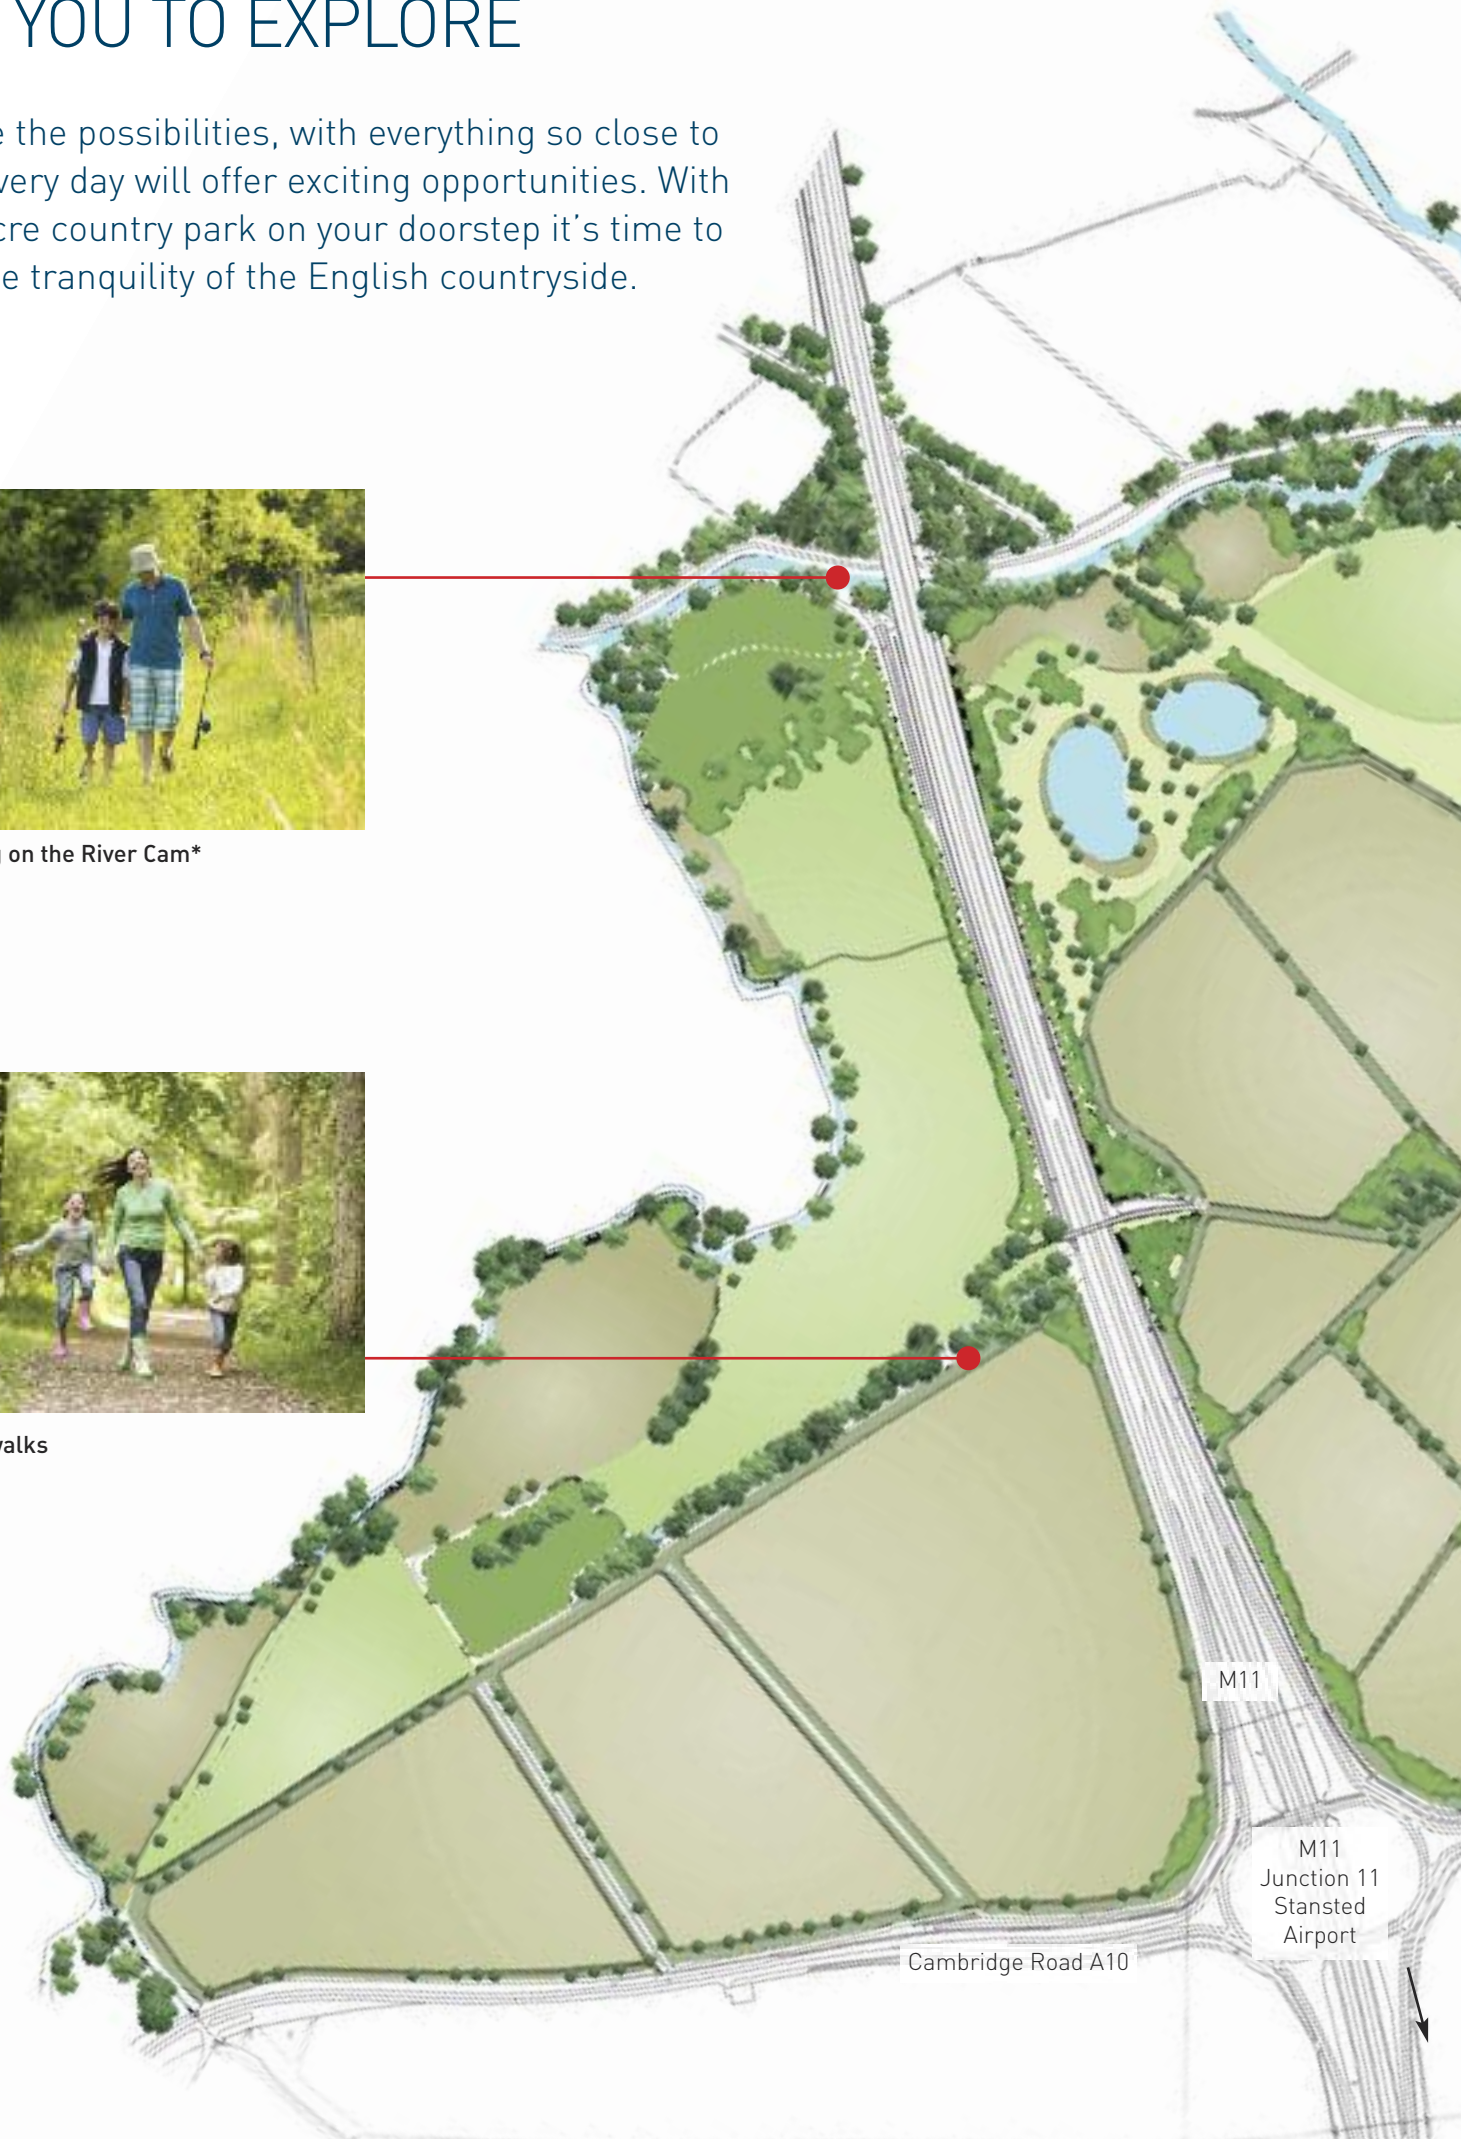 YOU TO EXPLORE
the possibilities, with everything so close to
very day will offer exciting opportunities. With
cre country park on your doorstep it’s time to
e tranquility of the English countryside.
on the River Cam*
walks
M11
M11
Junction 11
Stansted
Airport
Cambridge Road A10